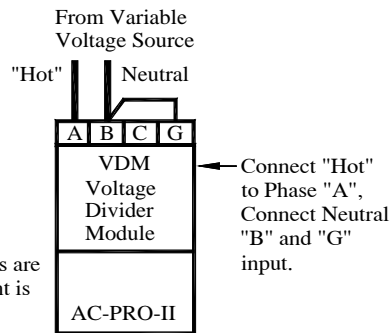 From Variable
Voltage Source
"Hot" Neutral
A B C G
VDM
Voltage
Divider
Module
Connect "Hot"
to Phase "A",
Connect Neutral
"B" and "G"
input.
s are
nt is
AC-PRO-II